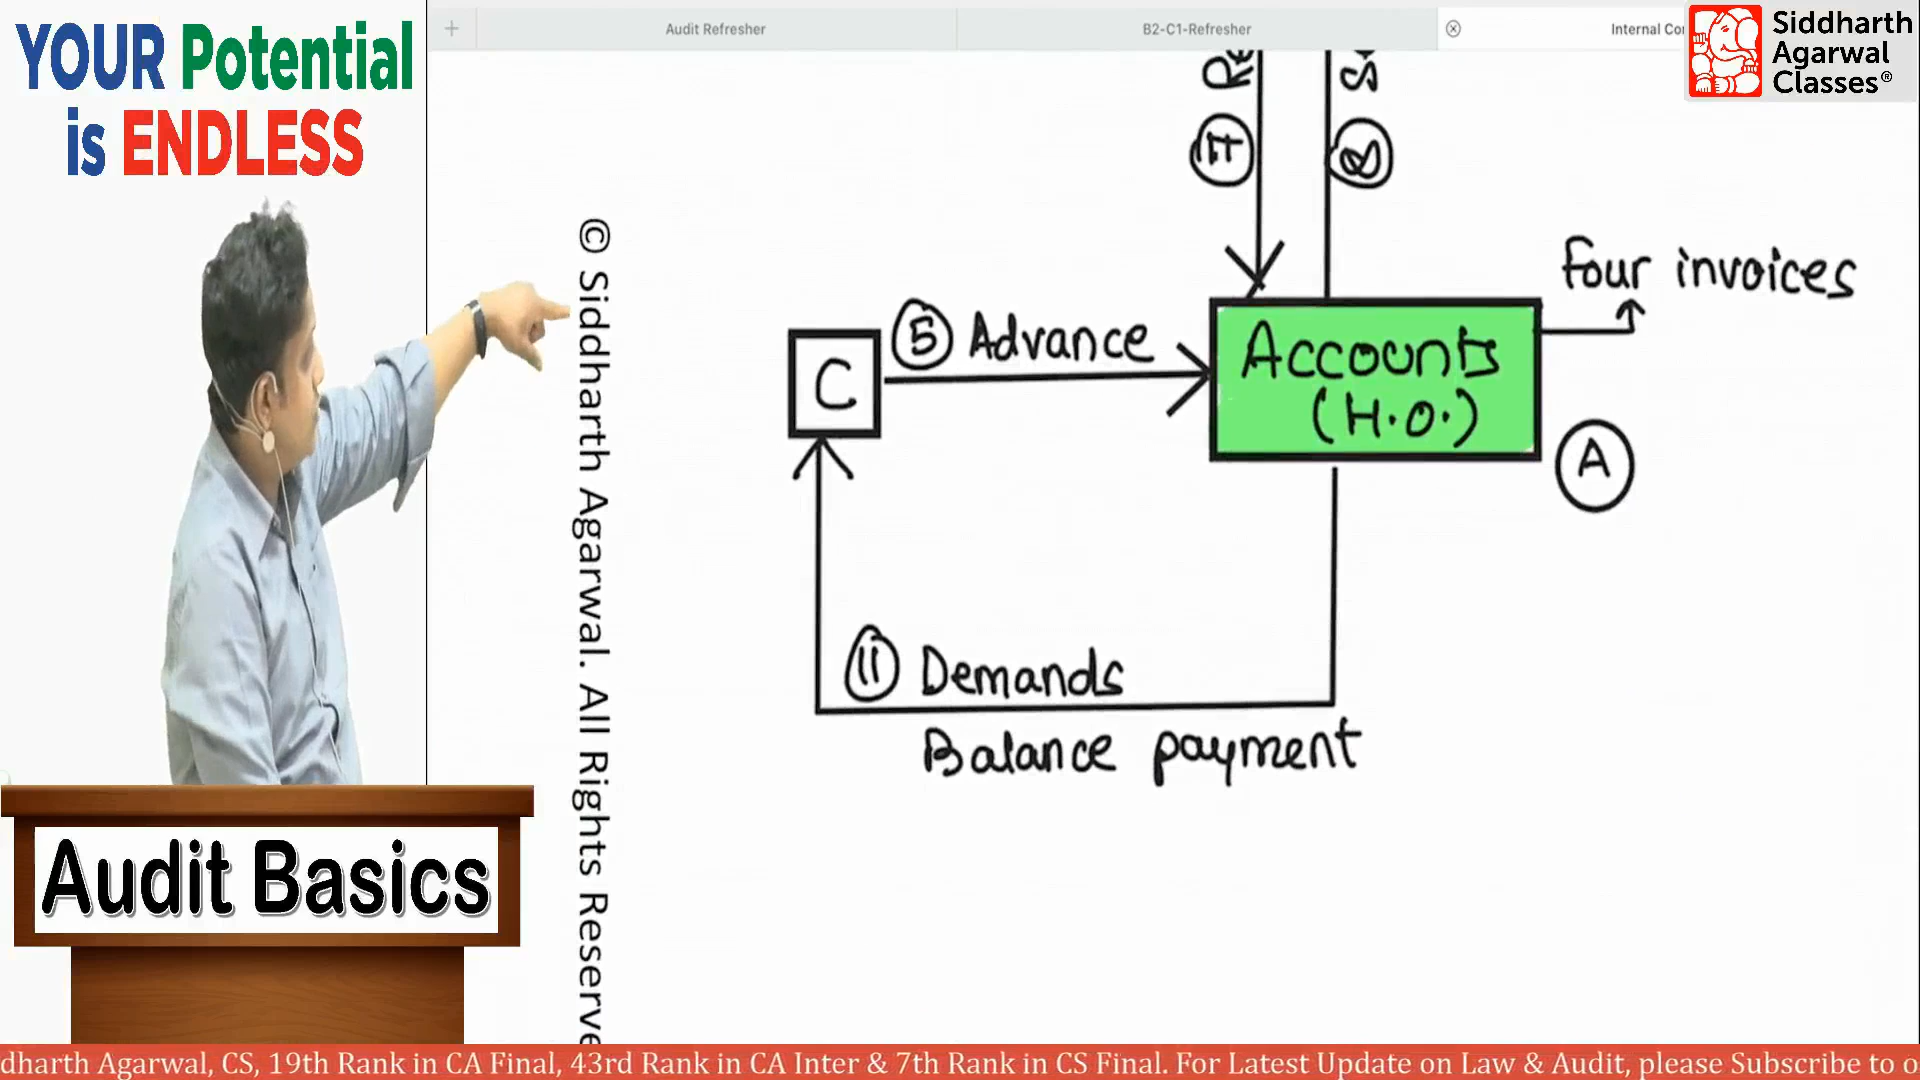 YOUR Potential
is ENDLESS
Audit Refresher
B2-C1-Refresher
Internal Co
Siddharth
Agarwal
Classes®
8
Four invoices
5 Advance
Accounts
(H.O.)
C
A
11 Demands
Balance payment
© Siddharth Agarwal. All Rights Reserve
Audit Basics
dharth Agarwal, CS, 19th Rank in CA Final, 43rd Rank in CA Inter & 7th Rank in CS Final. For Latest Update on Law & Audit, please Subscribe to o